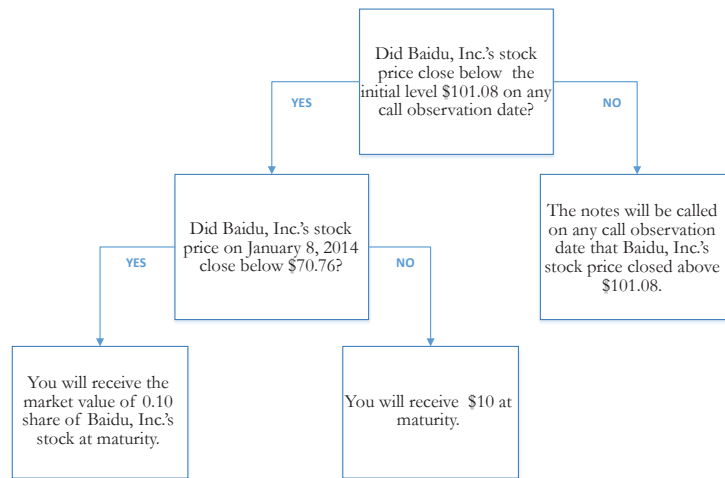 Did Baidu, Inc.'s stock
price close below the
initial level $101.08 on any
call observation date?
YES
NO
Did Baidu, Inc.'s stock
price on January 8, 2014
close below $70.76?
The notes will be called
on any call observation
date that Baidu, Inc.'s
stock price closed above
$101.08.
YES
NO
You will receive the
market value of 0.10
share of Baidu, Inc.'s
stock at maturity.
You will receive $10 at
maturity.